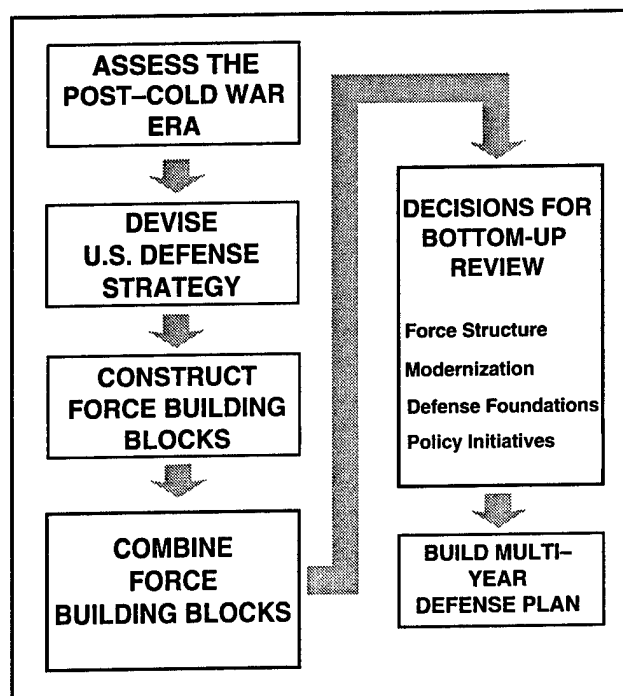 ASSESS THE
POST–COLD WAR
ERA
DEVISE
U.S. DEFENSE
STRATEGY
CONSTRUCT
FORCE BUILDING
BLOCKS
COMBINE
FORCE
BUILDING BLOCKS
DECISIONS FOR
BOTTOM-UP
REVIEW
Force Structure
Modernization
Defense Foundations
Policy Initiatives
BUILD MULTI–
YEAR
DEFENSE PLAN